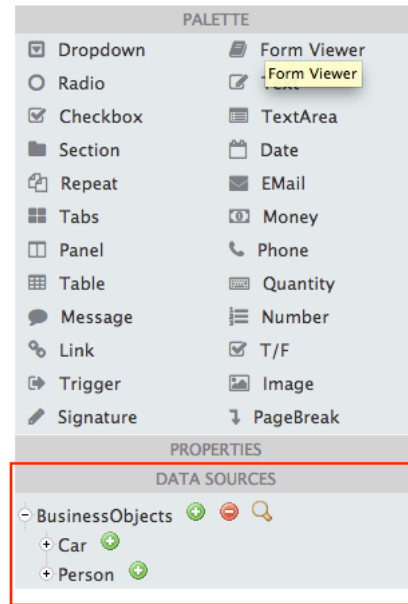 PALETTE
Dropdown Form Viewer
Radio Text
Form Viewer
Checkbox TextArea
Section Date
Repeat EMail
Tabs Money
Panel Phone
Table Quantity
Message Number
Link T/F
Trigger Image
Signature PageBreak
PROPERTIES
DATA SOURCES
BusinessObjects
Car
Person